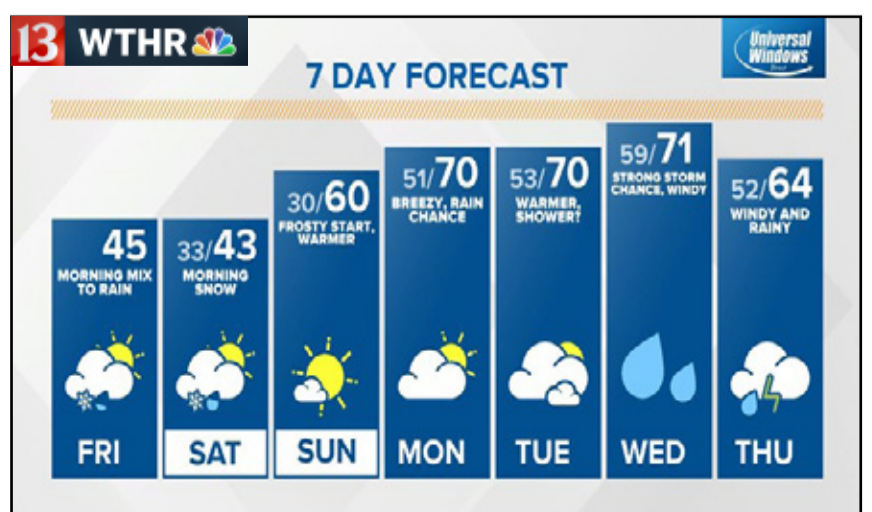 13 WTHR
Universal
Windows
7 DAY FORECAST
45
MORNING MIX
TO RAIN
FRI
33/43
MORNING
SNOW
SAT
30/60
FROSTY START,
WARMER
SUN
51/70
BREEZY, RAIN
CHANCE
MON
53/70
WARMER,
SHOWER?
TUE
59/71
STRONG STORM
CHANCE, WINDY
WED
52/64
WINDY AND
RAINY
THU